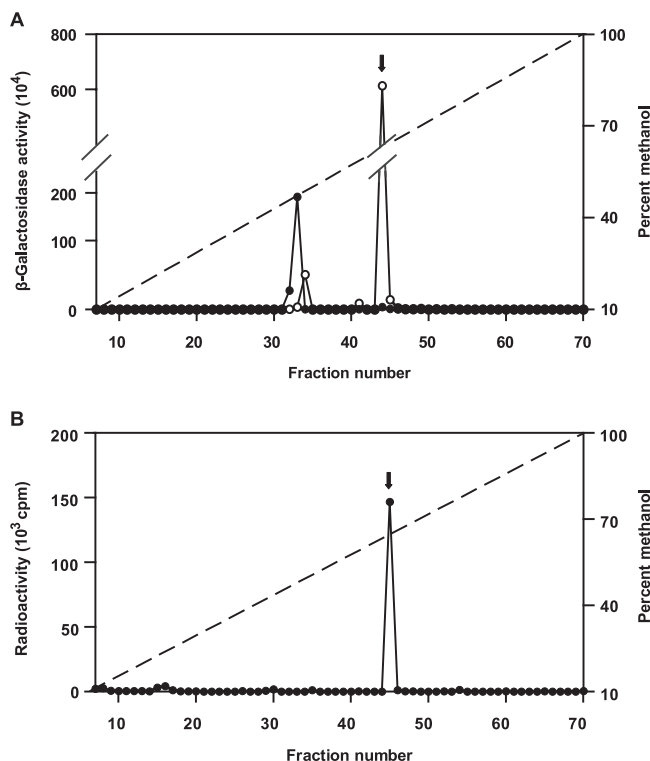 A
β-Galactosidase activity (10⁴)
800
600
200
100
0
100
70
40
10
Percent methanol
10 20 30 40 50 60 70
Fraction number
B
Radioactivity (10³ cpm)
200
150
100
50
0
100
70
40
10
Percent methanol
10 20 30 40 50 60 70
Fraction number